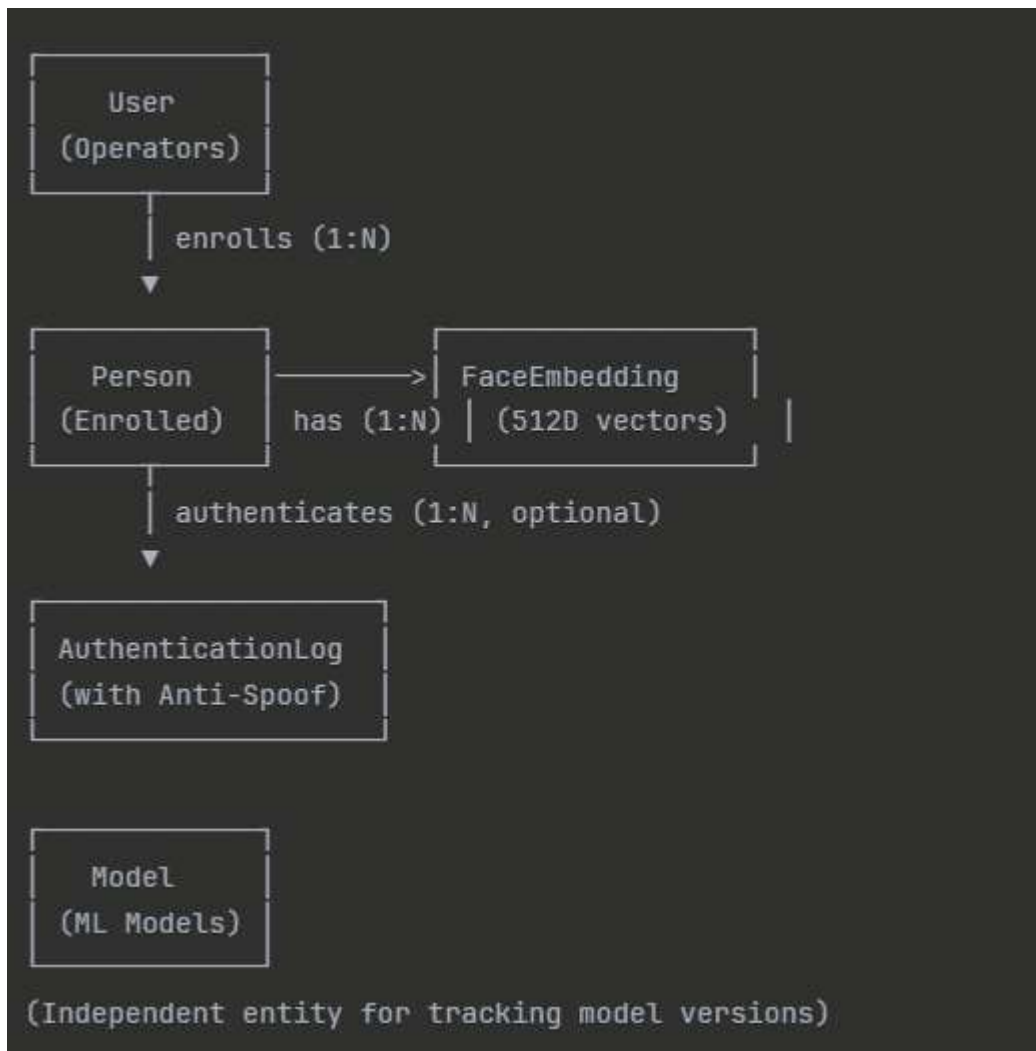 User
(Operators)
enrolls (1:N)
Person
FaceEmbedding
(Enrolled)
has (1:N)
(512D vectors)
authenticates (1:N, optional)
AuthenticationLog
(with Anti-Spoof)
Model
(ML Models)
(Independent entity for tracking model versions)